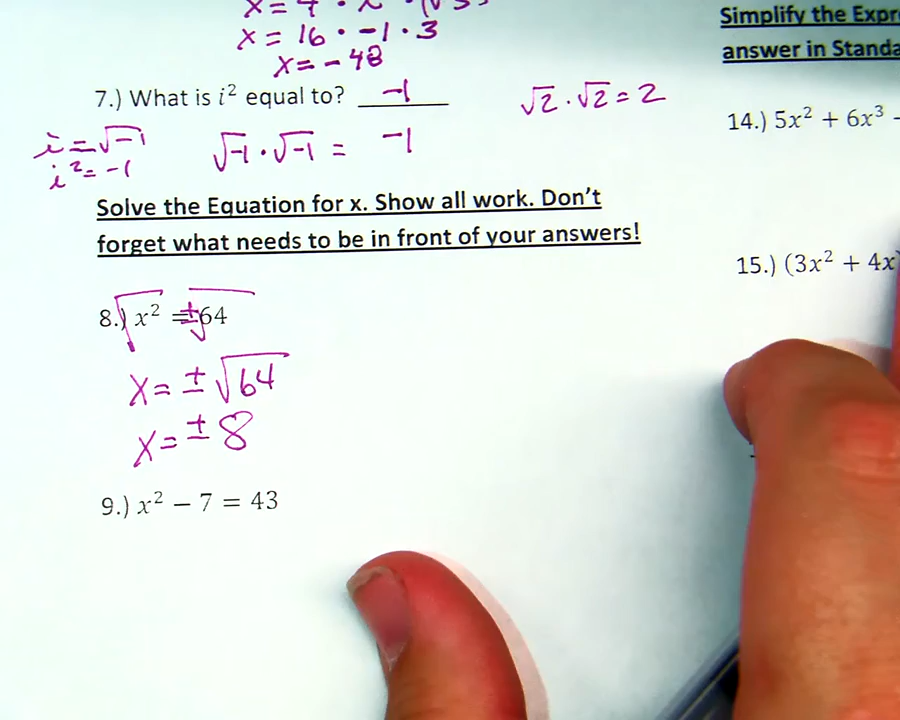 x = 16 · -1 · 3
x = -48
7.) What is i² equal to? -1
√2 · √2 = 2
i = √-1
i² = -1
√-1 · √-1 = -1
Solve the Equation for x. Show all work. Don't
forget what needs to be in front of your answers!
8.) √x² = ±√64
x = ± √64
x = ± 8
9.) x² – 7 = 43
Simplify the
answer in
14.) 5x² + 6x³ -
15.) (3x² + 4x